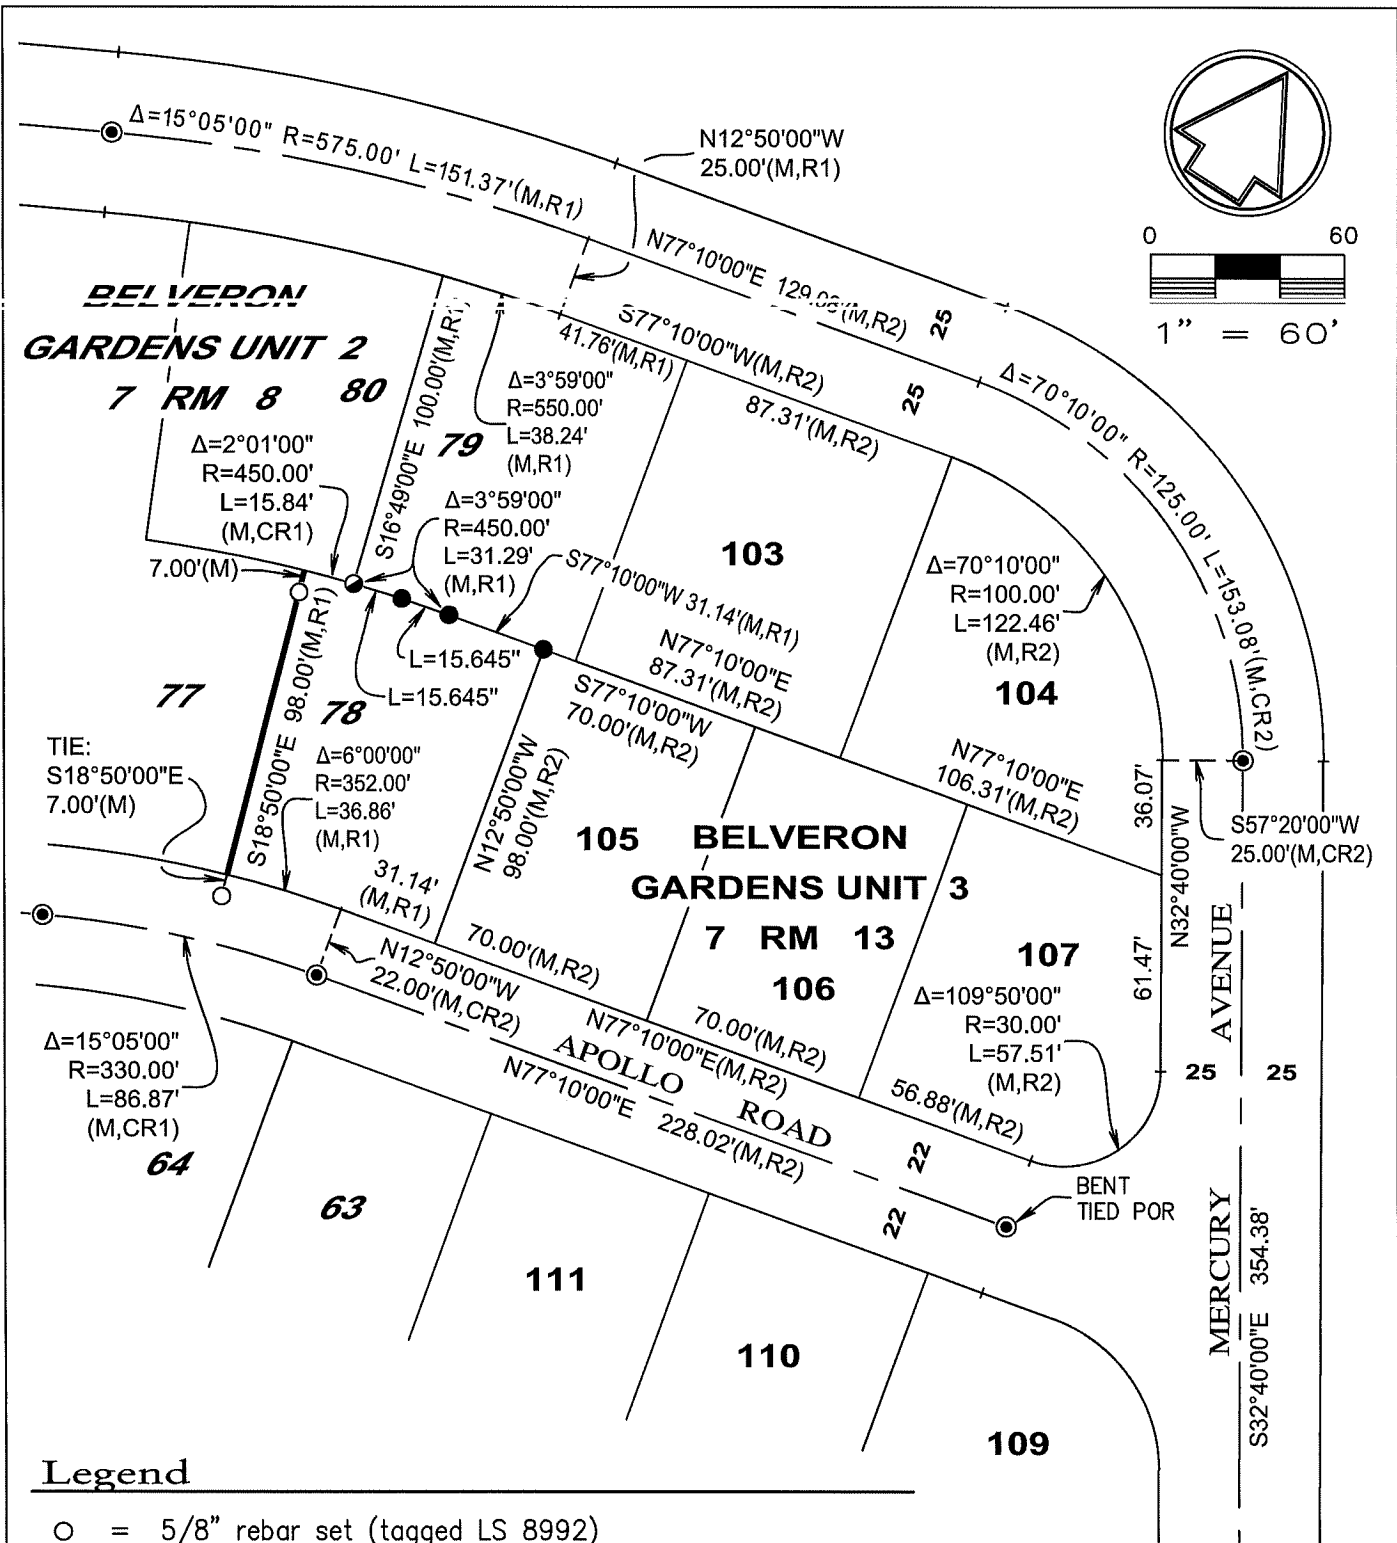 Δ=15°05'00" R=575.00' L=151.37'(M,R1)
N12°50'00"W
25.00'(M,R1)
0 60
1" = 60'
N77°10'00"E 129.08'(M,R2)
25
25
BELVERON
GARDENS UNIT 2
7 RM 8
80
S16°49'00"E 100.00'(M,R1)
41.76'(M,R1)
S77°10'00"W(M,R2)
87.31'(M,R2)
Δ=70°10'00" R=125.00' L=153.08'(M,CR2)
79
Δ=3°59'00"
R=550.00'
L=38.24'
(M,R1)
Δ=2°01'00"
R=450.00'
L=15.84'
(M,CR1)
7.00'(M)
Δ=3°59'00"
R=450.00'
L=31.29'
(M,R1)
S77°10'00"W 31.14'(M,R1)
103
Δ=70°10'00"
R=100.00'
L=122.46'
(M,R2)
104
L=15.645"
L=15.645"
N77°10'00"E
87.31'(M,R2)
S77°10'00"W
70.00'(M,R2)
77
78
S18°50'00"E 98.00'(M,R1)
TIE:
S18°50'00"E
7.00'(M)
Δ=6°00'00"
R=352.00'
L=36.86'
(M,R1)
N12°50'00"W
98.00'(M,R2)
N77°10'00"E
106.31'(M,R2)
36.07'
N32°40'00"W
61.47'
S57°20'00"W
25.00'(M,CR2)
105
BELVERON
GARDENS UNIT 3
7 RM 13
106
107
31.14'
(M,R1)
70.00'(M,R2)
N12°50'00"W
22.00'(M,CR2)
N77°10'00"E(M,R2)
70.00'(M,R2)
Δ=109°50'00"
R=30.00'
L=57.51'
(M,R2)
25 25
MERCURY AVENUE
APOLLO ROAD
N77°10'00"E 228.02'(M,R2)
56.88'(M,R2)
22
22
Δ=15°05'00"
R=330.00'
L=86.87'
(M,CR1)
64
63
BENT
TIED POR
S32°40'00"E 354.38'
111
110
109
Legend
= 5/8" rebar set (tagged LS 8992)